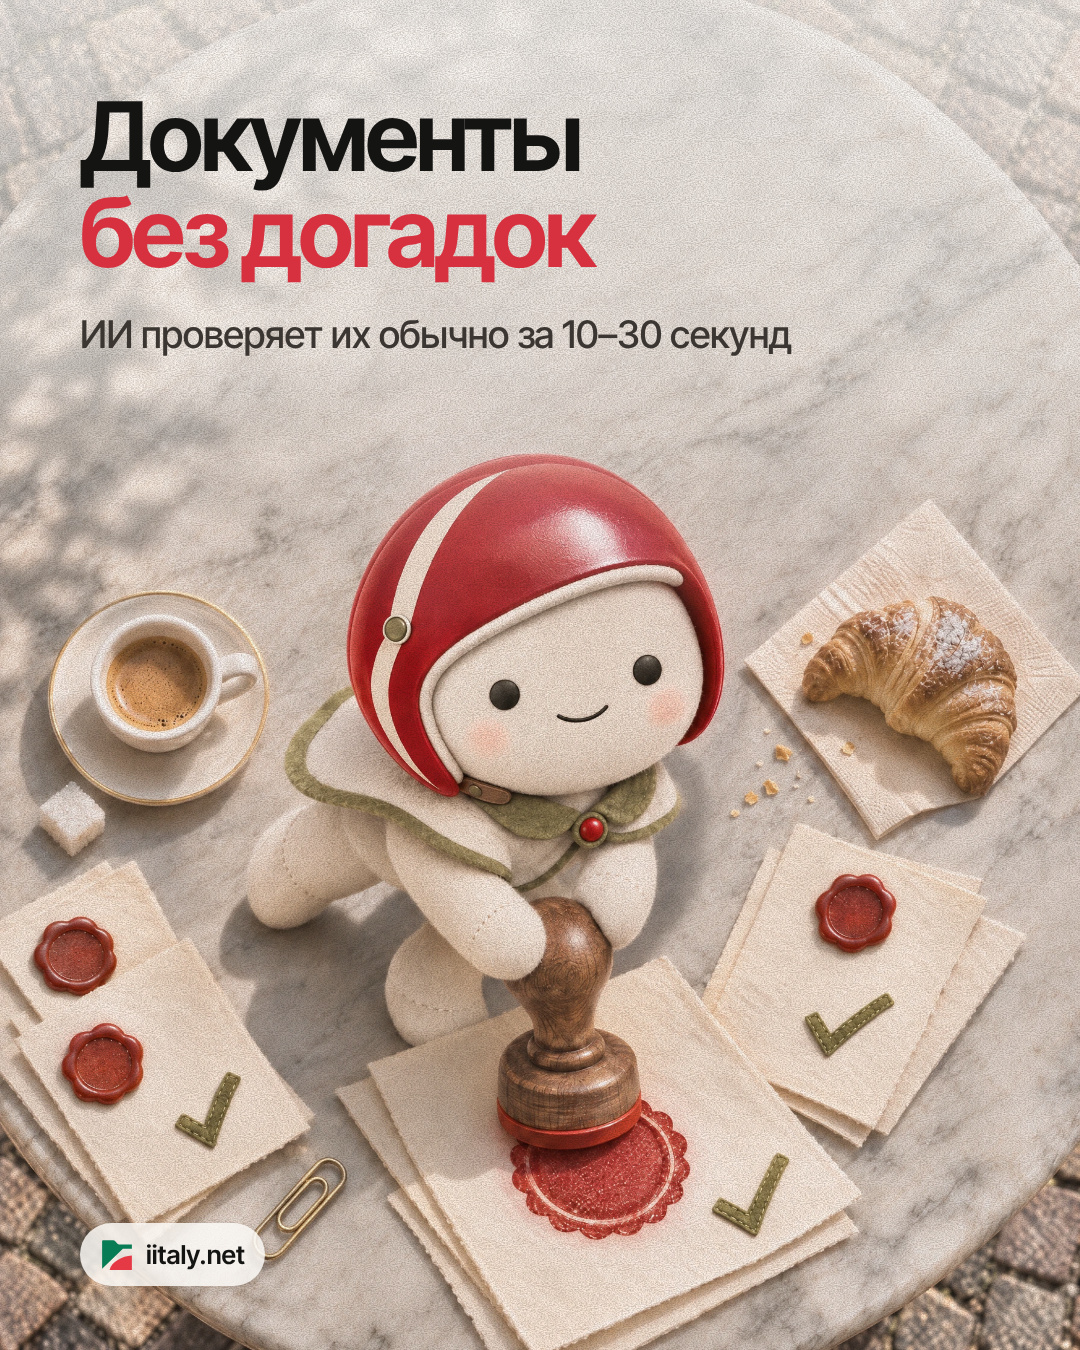 Документы
без догадок
ИИ проверяет их обычно за 10–30 секунд
iitaly.net